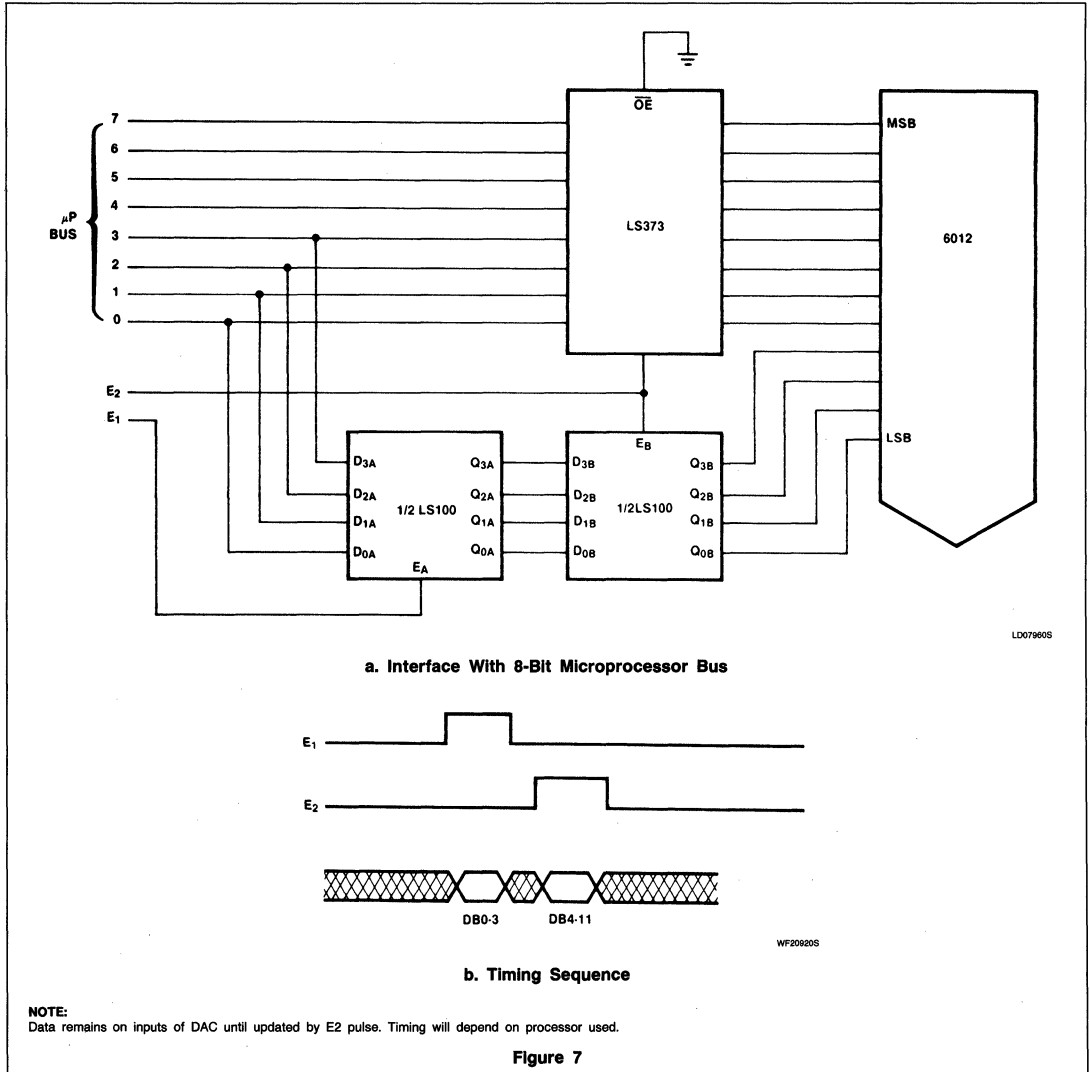 OE
7
6
5
4
3
2
1
0
μP
BUS
MSB
LS373
6012
E2
E1
EB
LSB
D3A
Q3A
D3B
Q3B
D2A
Q2A
D2B
Q2B
1/2 LS100
1/2LS100
D1A
Q1A
D1B
Q1B
D0A
Q0A
D0B
Q0B
EA
LD07960S
a. Interface With 8-Bit Microprocessor Bus
E1
E2
DB0-3
DB4-11
WF20920S
b. Timing Sequence
NOTE:
Data remains on inputs of DAC until updated by E2 pulse. Timing will depend on processor used.
Figure 7